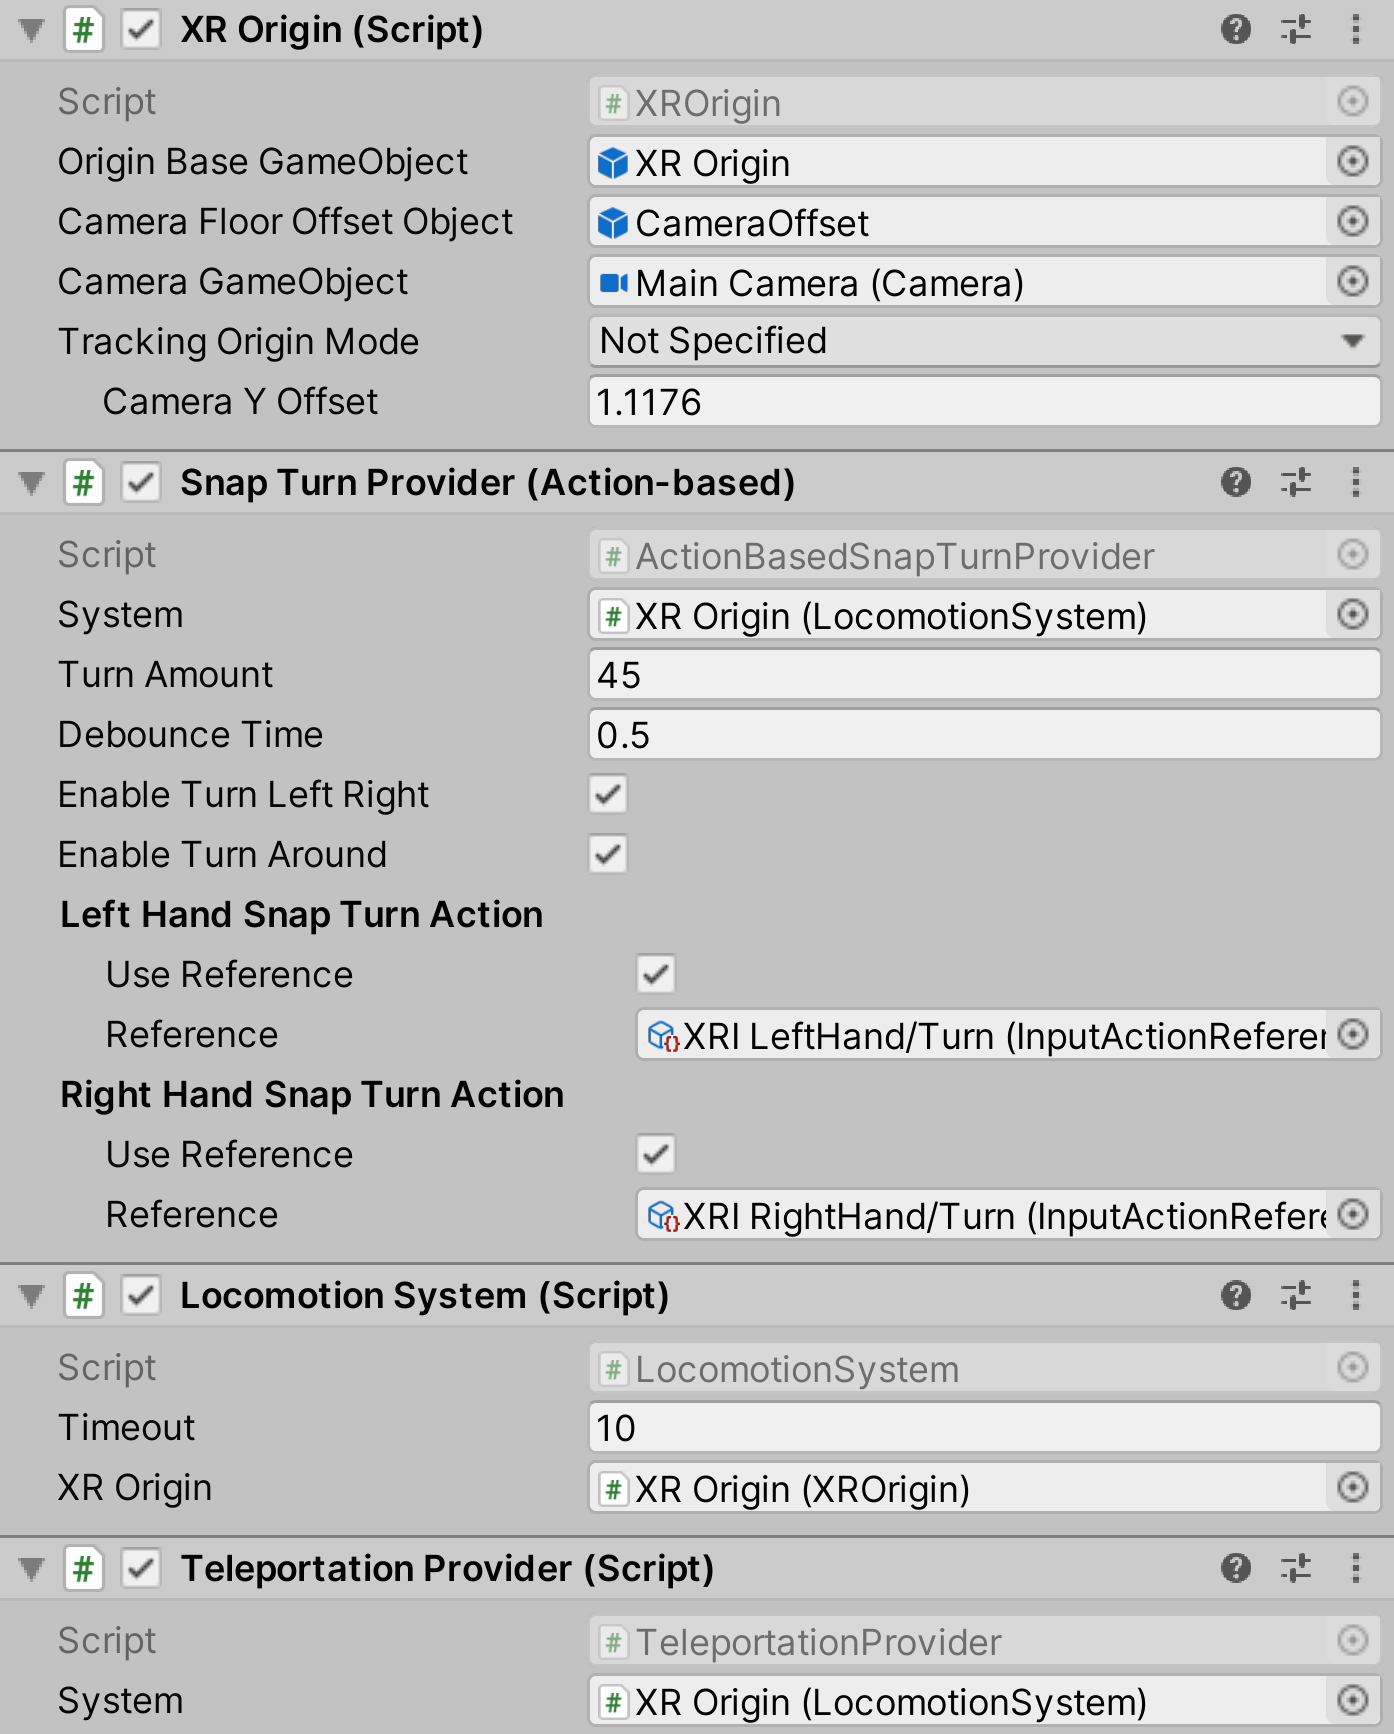 XR Origin (Script)
Script # XROrigin
Origin Base GameObject XR Origin
Camera Floor Offset Object CameraOffset
Camera GameObject Main Camera (Camera)
Tracking Origin Mode Not Specified
Camera Y Offset 1.1176
# Snap Turn Provider (Action-based)
Script # ActionBasedSnapTurnProvider
System # XR Origin (LocomotionSystem)
Turn Amount 45
Debounce Time 0.5
Enable Turn Left Right
Enable Turn Around
Left Hand Snap Turn Action
Use Reference
Reference XRI LeftHand/Turn (InputActionReferer
Right Hand Snap Turn Action
Use Reference
Reference XRI RightHand/Turn (InputActionRefere
# Locomotion System (Script)
Script # LocomotionSystem
Timeout 10
XR Origin # XR Origin (XROrigin)
# Teleportation Provider (Script)
Script # TeleportationProvider
System # XR Origin (LocomotionSystem)